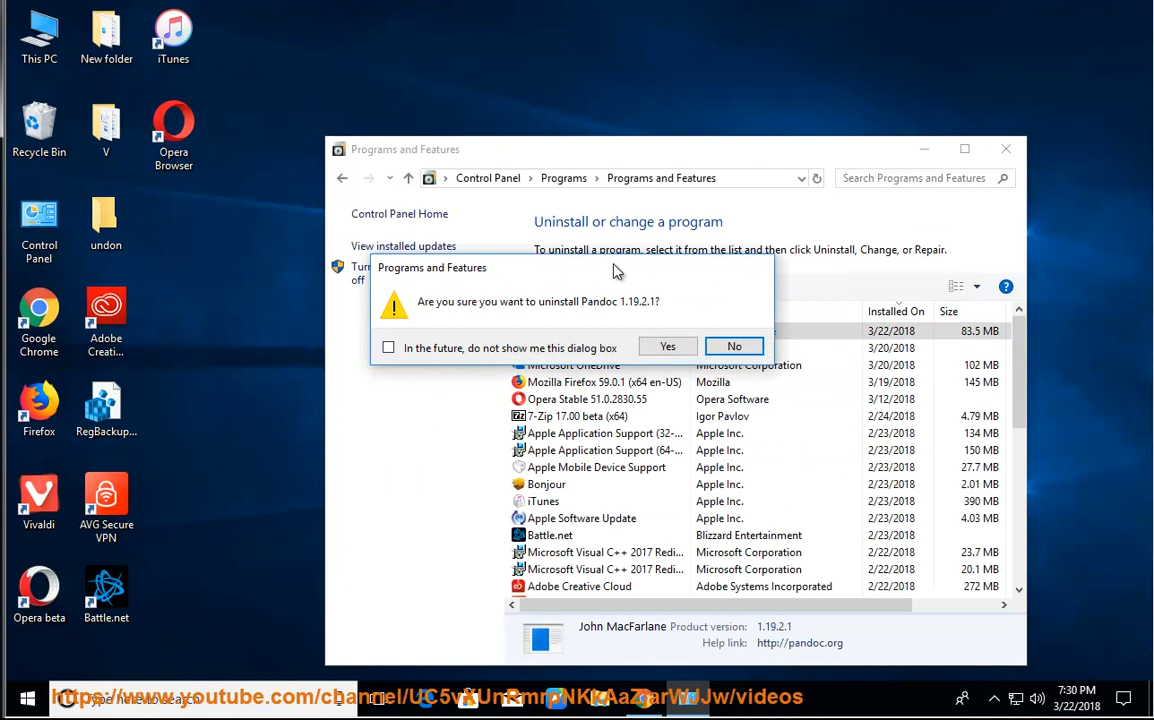 This PC
New folder
iTunes
Recycle Bin
V
Opera
Browser
Control
Panel
undon
Google
Chrome
Adobe
Creati...
Firefox
RegBackup...
Vivaldi
AVG Secure
VPN
Opera beta
Battle.net
Programs and Features
Control Panel > Programs > Programs and Features
Search Programs and Features
Control Panel Home
View installed updates
off
Uninstall or change a program
To uninstall a program, select it from the list and then click Uninstall, Change, or Repair.
Programs and Features
Are you sure you want to uninstall Pandoc 1.19.2.1?
In the future, do not show me this dialog box
Yes
No
Installed On Size
3/22/2018 83.5 MB
3/20/2018
Microsoft OneDrive Microsoft Corporation 102 MB
Mozilla Firefox 59.0.1 (x64 en-US) Mozilla 3/19/2018 145 MB
Opera Stable 51.0.2830.55 Opera Software 3/12/2018
7-Zip 17.00 beta (x64) Igor Pavlov 2/24/2018 4.79 MB
Apple Application Support (32-... Apple Inc. 2/23/2018 134 MB
Apple Application Support (64-... Apple Inc. 2/23/2018 150 MB
Apple Mobile Device Support Apple Inc. 2/23/2018 27.7 MB
Bonjour Apple Inc. 2/23/2018 2.01 MB
iTunes Apple Inc. 2/23/2018 390 MB
Apple Software Update Apple Inc. 2/23/2018 4.03 MB
Battle.net Blizzard Entertainment 2/23/2018
Microsoft Visual C++ 2017 Redi... Microsoft Corporation 2/22/2018 23.7 MB
Microsoft Visual C++ 2017 Redi... Microsoft Corporation 2/22/2018 20.1 MB
Adobe Creative Cloud Adobe Systems Incorporated 2/22/2018 272 MB
John MacFarlane Product version: 1.19.2.1
Help link: http://pandoc.org
7:30 PM
3/22/2018